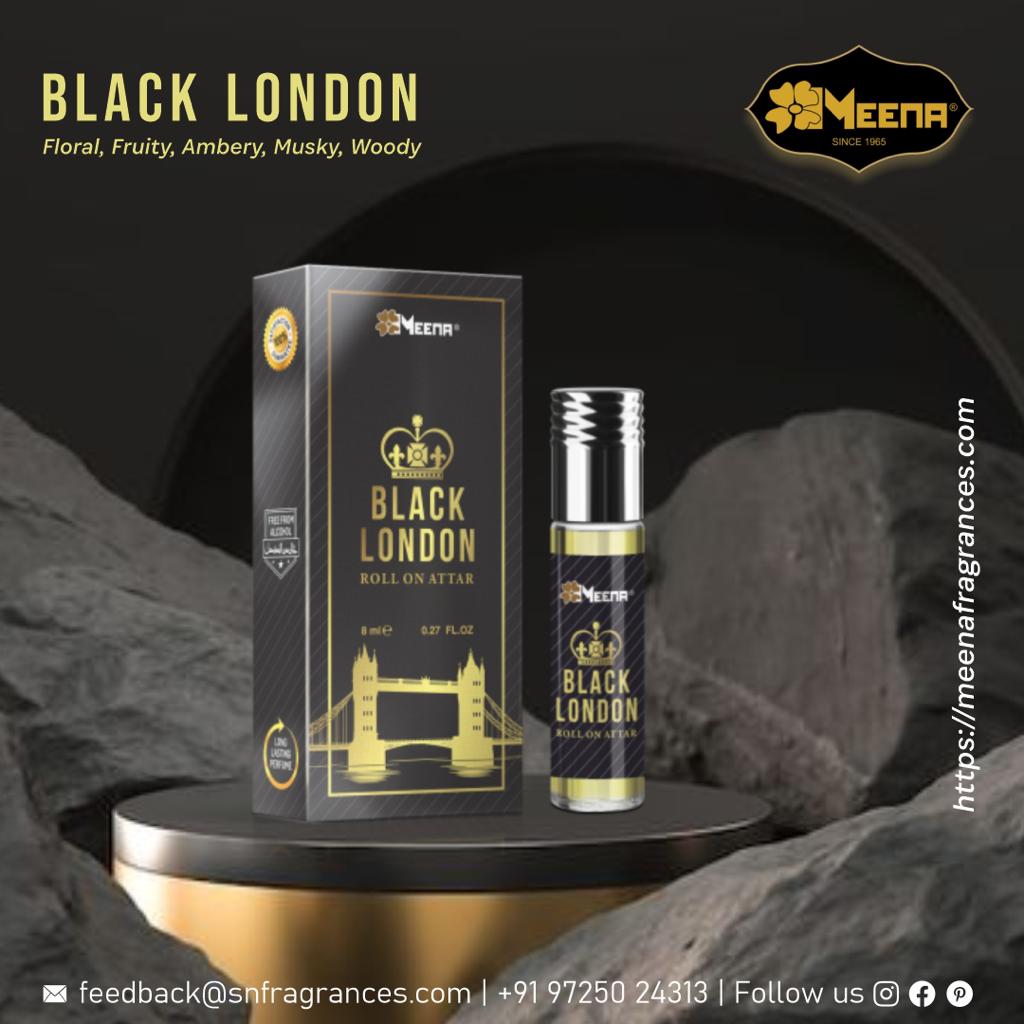 BLACK LONDON
Floral, Fruity, Ambery, Musky, Woody
MEENA®
SINCE 1965
MEENA®
BLACK
LONDON
ROLL ON ATTAR
8 ml ℮ 0.27 FL.OZ
FREE FROM
ALCOHOL
LONG
LASTING
PERFUME
MEENA®
BLACK
LONDON
ROLL ON ATTAR
https://meenafragrances.com
feedback@snfragrances.com | +91 97250 24313 | Follow us